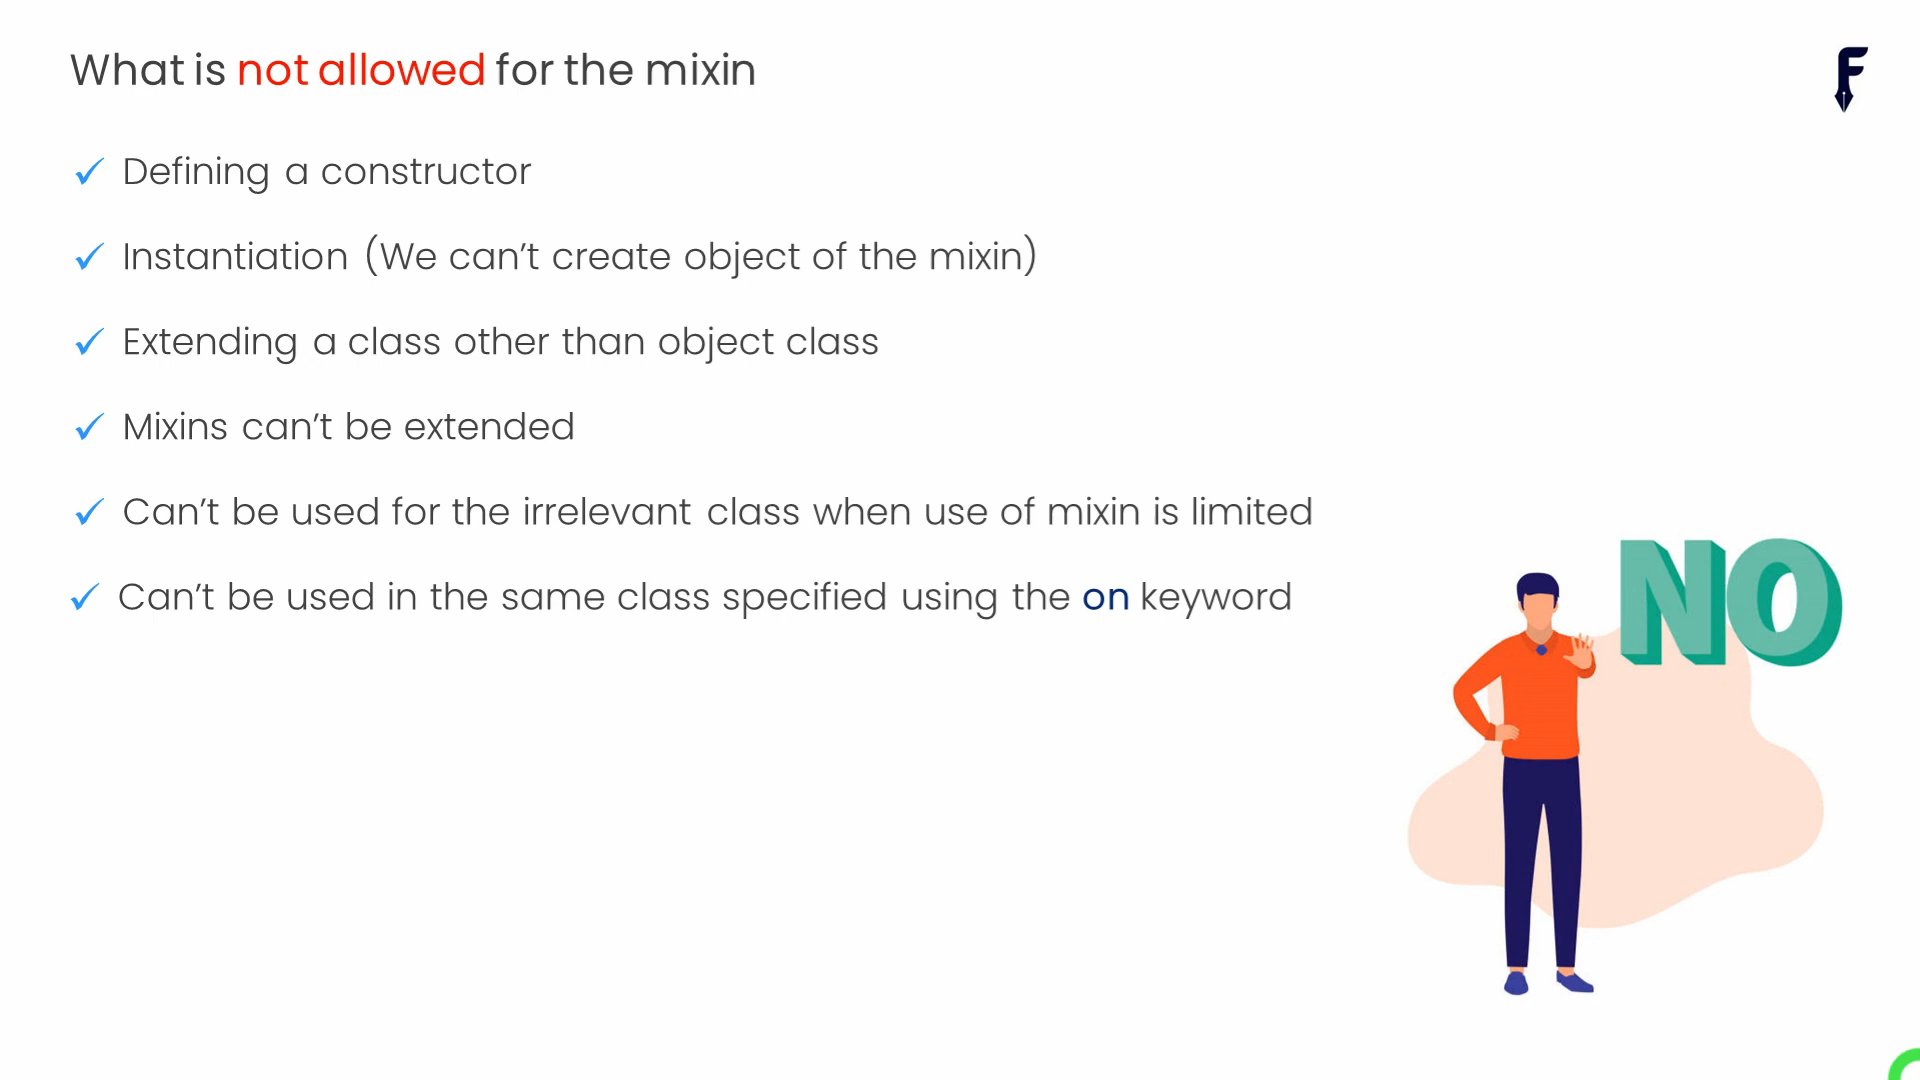 What is not allowed for the mixin
Defining a constructor
Instantiation (We can't create object of the mixin)
Extending a class other than object class
Mixins can't be extended
Can't be used for the irrelevant class when use of mixin is limited
Can't be used in the same class specified using the on keyword
NO
F